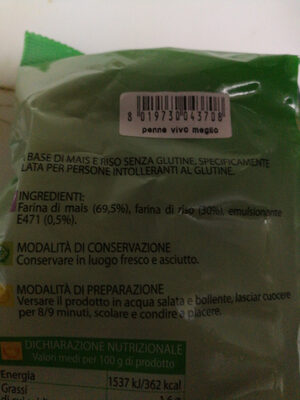 8 019730 043708
penne vivo meglio
BASE DI MAIS E RISO SENZA GLUTINE, SPECIFICAMENTE
LATA PER PERSONE INTOLLERANTI AL GLUTINE.
INGREDIENTI:
Farina di mais (69,5%), farina di riso (30%), emulsionante
E471 (0,5%).
MODALITÀ DI CONSERVAZIONE
Conservare in luogo fresco e asciutto.
MODALITÀ DI PREPARAZIONE
Versare il prodotto in acqua salata e bollente, lasciar cuocere
per 8/9 minuti, scolare e condire a piacere.
DICHIARAZIONE NUTRIZIONALE
Valori medi per 100 g di prodotto
Energia 1537 kJ/362 kcal
Grassi 1,6 g